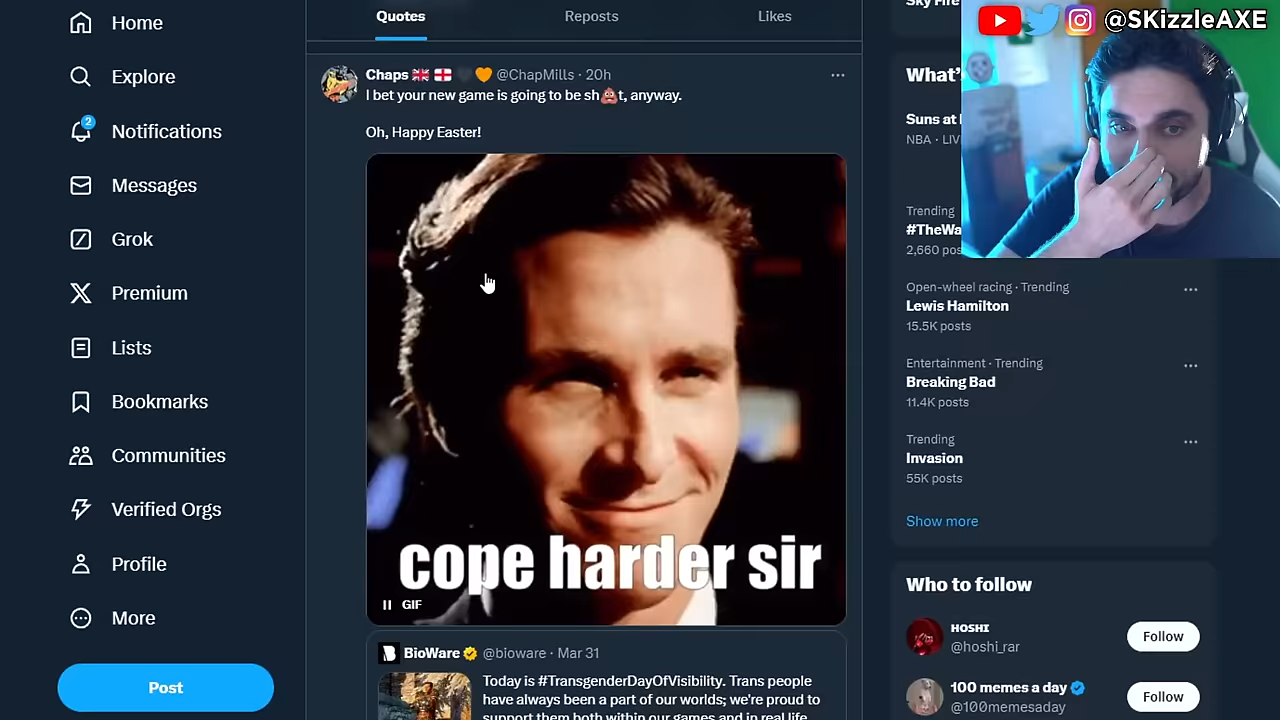 Home
Explore
2
Notifications
Messages
Grok
Premium
Lists
Bookmarks
Communities
Verified Orgs
Profile
More
Post
Quotes
Reposts
Likes
Chaps 🇬🇧 🏴󠁧󠁢󠁥󠁮󠁧󠁿 🖤 🧡 @ChapMills · 20h
I bet your new game is going to be sh💩t, anyway.
Oh, Happy Easter!
cope harder sir
GIF
BioWare @bioware · Mar 31
Today is #TransgenderDayOfVisibility. Trans people
have always been a part of our worlds; we're proud to
support them both within our games and in real life
@SKizzleAXE
Sky Fire
What's
Suns at
NBA · LIV
Trending
#TheWa
2,660 pos
Open-wheel racing · Trending
Lewis Hamilton
15.5K posts
Entertainment · Trending
Breaking Bad
11.4K posts
Trending
Invasion
55K posts
Show more
Who to follow
HOSHI
@hoshi_rar
Follow
100 memes a day
@100memesaday
Follow